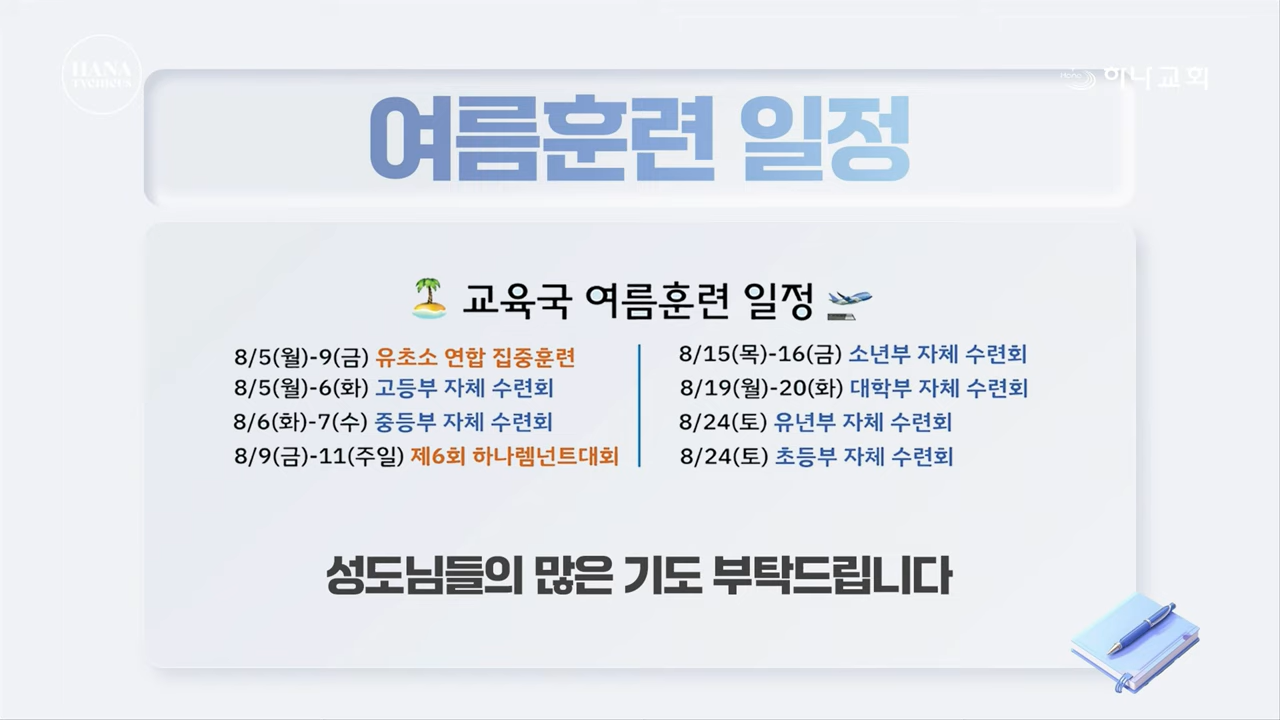 HANA
TYCHICUS
Hana 하나교회
여름훈련 일정
교육국 여름훈련 일정
8/5(월)-9(금) 유초소 연합 집중훈련
8/5(월)-6(화) 고등부 자체 수련회
8/6(화)-7(수) 중등부 자체 수련회
8/9(금)-11(주일) 제6회 하나렘넌트대회
8/15(목)-16(금) 소년부 자체 수련회
8/19(월)-20(화) 대학부 자체 수련회
8/24(토) 유년부 자체 수련회
8/24(토) 초등부 자체 수련회
성도님들의 많은 기도 부탁드립니다